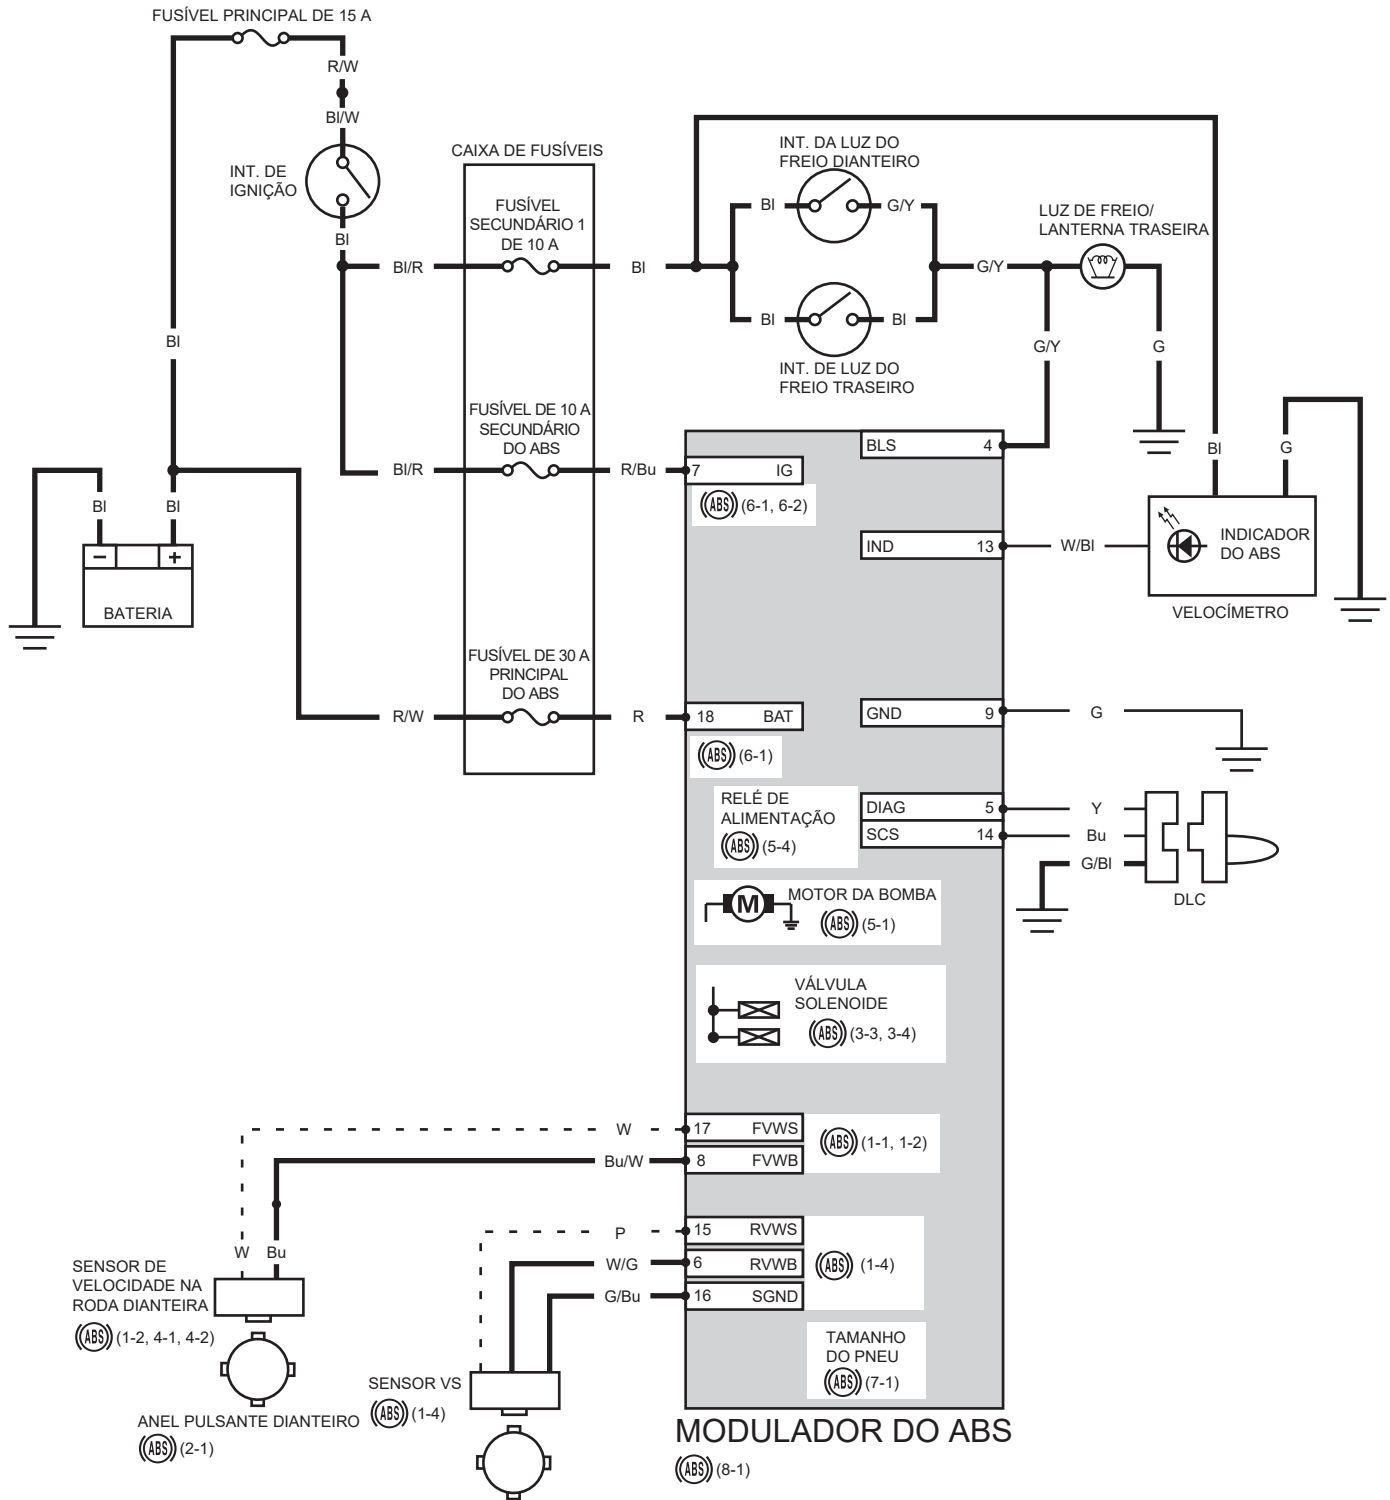 FUSÍVEL PRINCIPAL DE 15 A
R/W
Bl/W
INT. DE
IGNIÇÃO
Bl
CAIXA DE FUSÍVEIS
FUSÍVEL
SECUNDÁRIO 1
DE 10 A
Bl/R
Bl
INT. DA LUZ DO
FREIO DIANTEIRO
Bl
G/Y
LUZ DE FREIO/
LANTERNA TRASEIRA
G/Y
Bl
Bl
INT. DE LUZ DO
FREIO TRASEIRO
G/Y
G
Bl
FUSÍVEL DE 10 A
SECUNDÁRIO
DO ABS
Bl/R
R/Bu
7 IG
ABS (6-1, 6-2)
BLS 4
Bl
G
IND 13
W/Bl
INDICADOR
DO ABS
VELOCÍMETRO
Bl
Bl
− +
BATERIA
FUSÍVEL DE 30 A
PRINCIPAL
DO ABS
R/W
R
18 BAT
ABS (6-1)
GND 9
G
RELÉ DE
ALIMENTAÇÃO
ABS (5-4)
DIAG 5
Y
SCS 14
Bu
G/Bl
DLC
M
MOTOR DA BOMBA
ABS (5-1)
VÁLVULA
SOLENOIDE
ABS (3-3, 3-4)
W
17 FVWS
Bu/W
8 FVWB
ABS (1-1, 1-2)
P
15 RVWS
W/G
6 RVWB
ABS (1-4)
G/Bu
16 SGND
W
Bu
SENSOR DE
VELOCIDADE NA
RODA DIANTEIRA
ABS (1-2, 4-1, 4-2)
TAMANHO
DO PNEU
ABS (7-1)
SENSOR VS
ABS (1-4)
ANEL PULSANTE DIANTEIRO
ABS (2-1)
MODULADOR DO ABS
ABS (8-1)